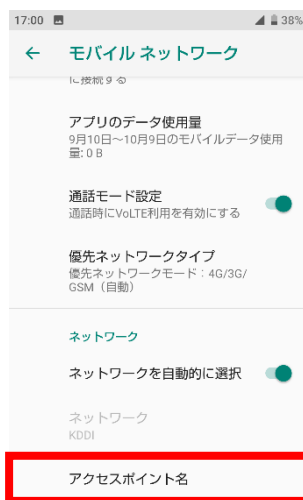 17:00 38%
モバイル ネットワーク
に接続する
アプリのデータ使用量
9月10日～10月9日のモバイルデータ使用
量: 0 B
通話モード設定
通話時にVoLTE利用を有効にする
優先ネットワークタイプ
優先ネットワークモード：4G/3G/
GSM（自動）
ネットワーク
ネットワークを自動的に選択
ネットワーク
KDDI
アクセスポイント名